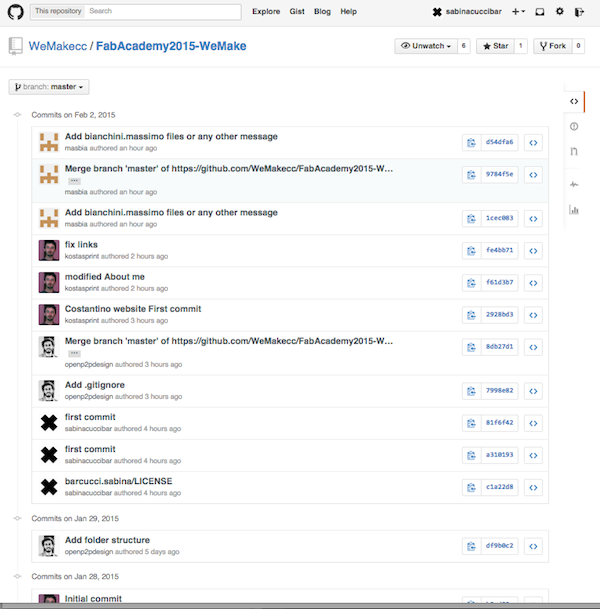 This repository Search Explore Gist Blog Help sabinacuccibar
WeMakecc / FabAcademy2015-WeMake Unwatch 6 Star 1 Fork 0
branch: master
Commits on Feb 2, 2015
Add bianchini.massimo files or any other message
masbia authored an hour ago
d54dfa6
Merge branch 'master' of https://github.com/WeMakecc/FabAcademy2015-W…
masbia authored an hour ago
9784f5e
Add bianchini.massimo files or any other message
masbia authored an hour ago
1cec003
fix links
kostasprint authored 2 hours ago
fe4bb71
modified About me
kostasprint authored 2 hours ago
f61d3b7
Costantino website First commit
kostasprint authored 3 hours ago
2928bd3
Merge branch 'master' of https://github.com/WeMakecc/FabAcademy2015-W…
openp2pdesign authored 3 hours ago
8db27d1
Add .gitignore
openp2pdesign authored 3 hours ago
7998e82
first commit
sabinacuccibar authored 4 hours ago
81f6f42
first commit
sabinacuccibar authored 4 hours ago
a310193
barcucci.sabina/LICENSE
sabinacuccibar authored 4 hours ago
c1a22d8
Commits on Jan 29, 2015
Add folder structure
openp2pdesign authored 5 days ago
df9b0c2
Commits on Jan 28, 2015
Initial commit